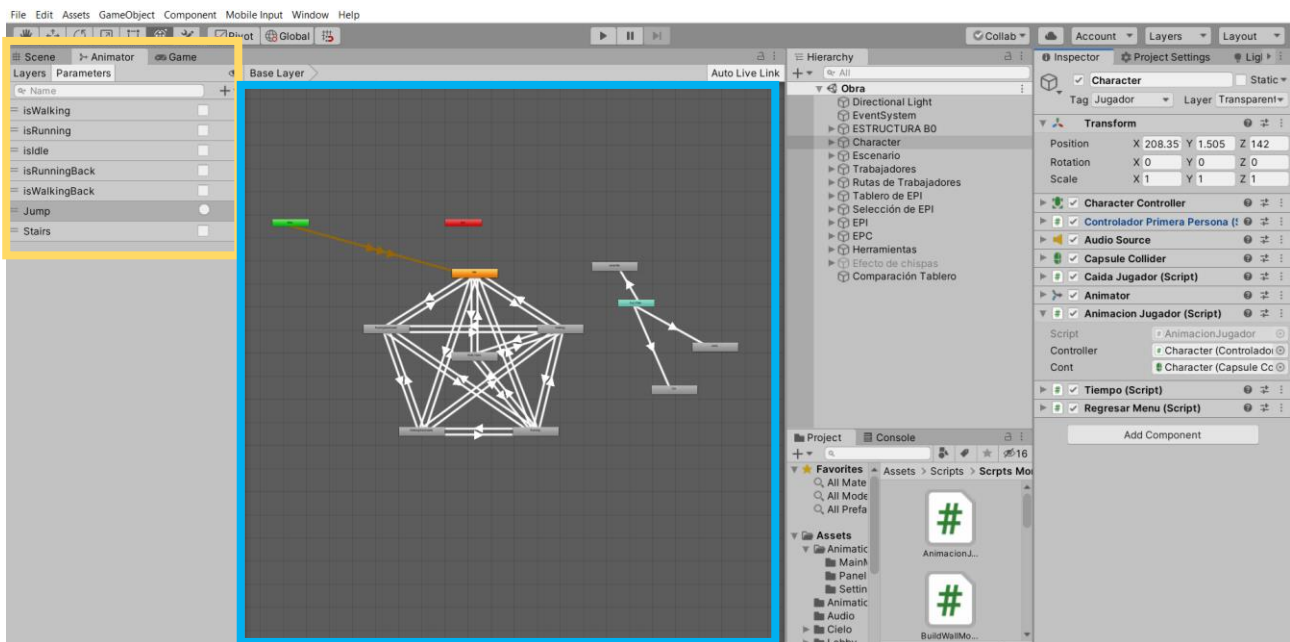 File Edit Assets GameObject Component Mobile Input Window Help
Pivot Global Collab Account Layers Layout
Scene Animator Game
Layers Parameters Base Layer Auto Live Link
Name
isWalking
isRunning
isIdle
isRunningBack
isWalkingBack
Jump
Stairs
Hierarchy
All
Obra
Directional Light
EventSystem
ESTRUCTURA B0
Character
Escenario
Trabajadores
Rutas de Trabajadores
Tablero de EPI
Selección de EPI
EPI
EPC
Herramientas
Efecto de chispas
Comparación Tablero
Project Console
16
Favorites
All Mate
All Mode
All Prefa
Assets
Animatic
MainM
Panel
Settin
Animatic
Audio
Cielo
Assets > Scripts > Scrpts Mo
AnimacionJ...
BuildWallMo...
Inspector Project Settings Ligl
Character Static
Tag Jugador Layer Transparent
Transform
Position X 208.35 Y 1.505 Z 142
Rotation X 0 Y 0 Z 0
Scale X 1 Y 1 Z 1
Character Controller
Controlador Primera Persona (S
Audio Source
Capsule Collider
Caida Jugador (Script)
Animator
Animacion Jugador (Script)
Script AnimacionJugador
Controller Character (Controlador
Cont Character (Capsule Co
Tiempo (Script)
Regresar Menu (Script)
Add Component